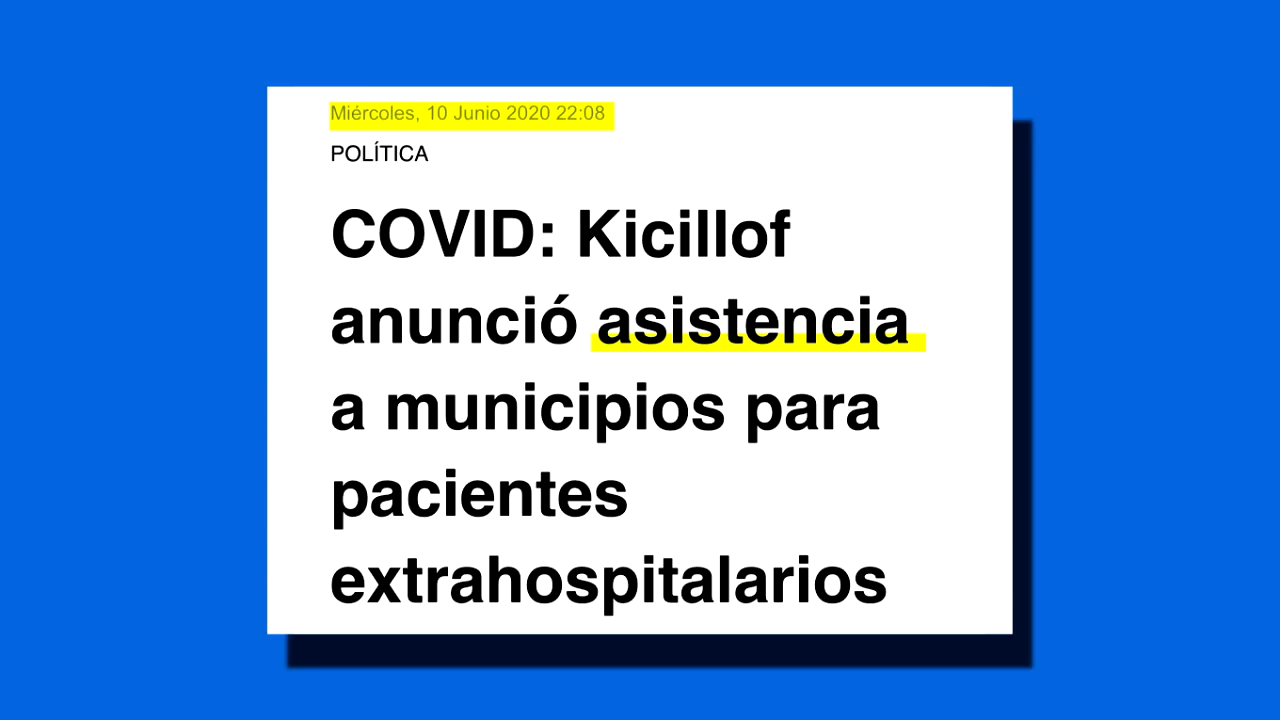 Miércoles, 10 Junio 2020 22:08
POLÍTICA
COVID: Kicillof
anunció asistencia
a municipios para
pacientes
extrahospitalarios